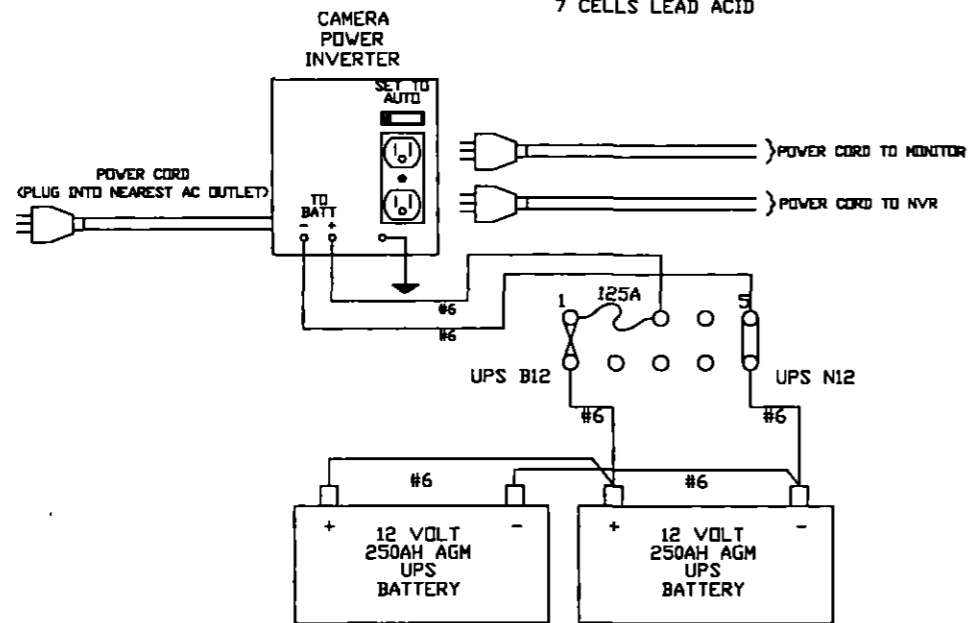 7 CELLS LEAD ACID
CAMERA
POWER
INVERTER
SET TO
AUTO
POWER CORD
(PLUG INTO NEAREST AC OUTLET)
TO
BATT
- +
}POWER CORD TO MONITOR
}POWER CORD TO NVR
#6
#6
1 125A 5
UPS B12 UPS N12
#6 #6
#6 #6
+ - + -
12 VOLT
250AH AGM
UPS
BATTERY
12 VOLT
250AH AGM
UPS
BATTERY